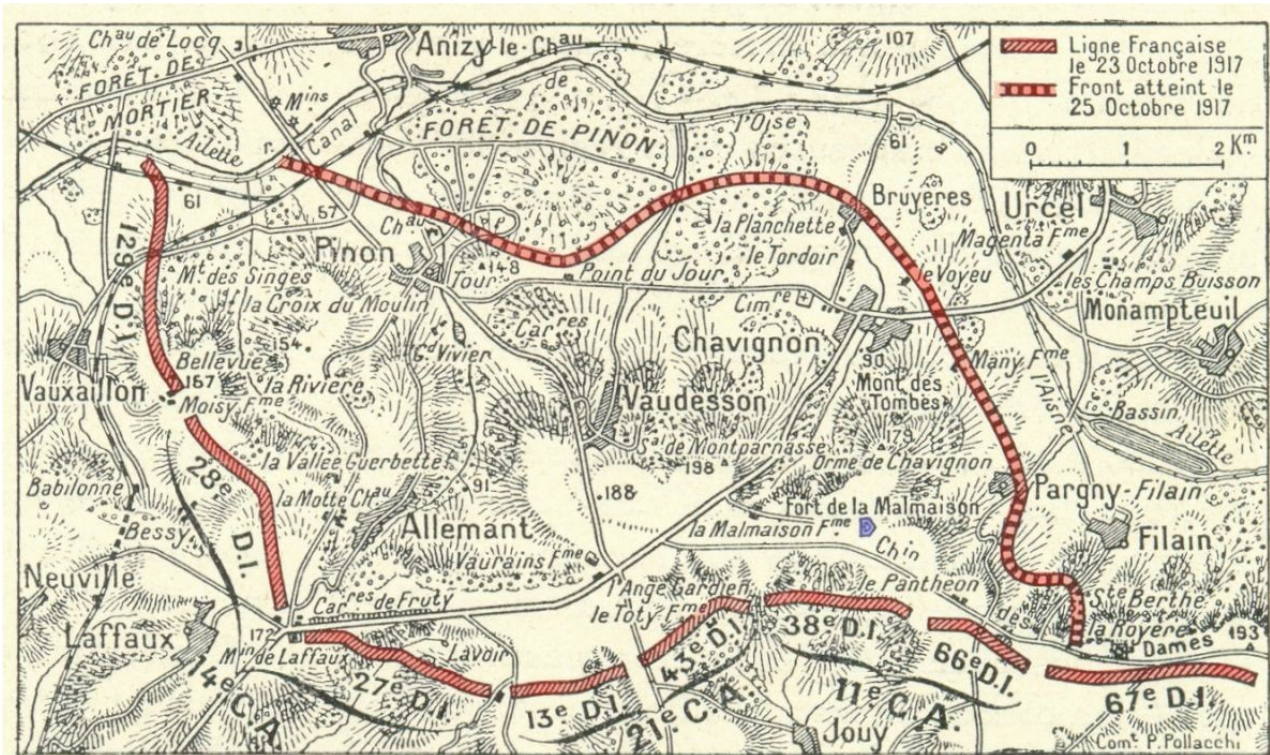 Ligne Française
le 23 Octobre 1917
Front atteint le
25 Octobre 1917
0 1 2 Km.
Chau de Locq
Anizy-le-Chau
107
FORÊT DE
MORTIER
Mins
de
FORÊT DE PINON
l'Oise
Ailette r.
Canal
à
61
61
57
129e D.I.
Chau
Pinon
Bruyères
Urcel
la Planchette
Magenta Fme
le Tordoir
148
Tour
Point du Jour
le Voyeu
les Champs Buisson
Mt des Singes
la Croix du Moulin
Cimre
Monampteuil
Carres
Chavignon
154
Gd Vivier
Bellevue
90
Many Fme
l'Aisne
Vauxaillon
167
la Rivière
Moisy Fme
Vaudesson
Mont des
Tombes
179
Bassin
Ailette
Sn de Montparnasse
198
la Vallée Guerbette
Orme de Chavignon
28e D.I.
Babilonne
la Motte Chau
91
188
Fort de la Malmaison
Pargny-Filain
Bessy
Allemant
la Malmaison Fme
Filain
Vaurains Fme
Chin
Neuville
l'Ange Gardien
le Panthéon
des
Carres de Fruty
le Toty Fme
Ste Berthe
la Royère
193
Dames
Laffaux
172
Min de Laffaux
Lavoir
43e D.I.
38e D.I.
66e D.I.
14e C.A
27e D.I.
13e D.I.
21e C.A
11e C.A.
67e D.I.
Jouy
Comt P. Pollacchi